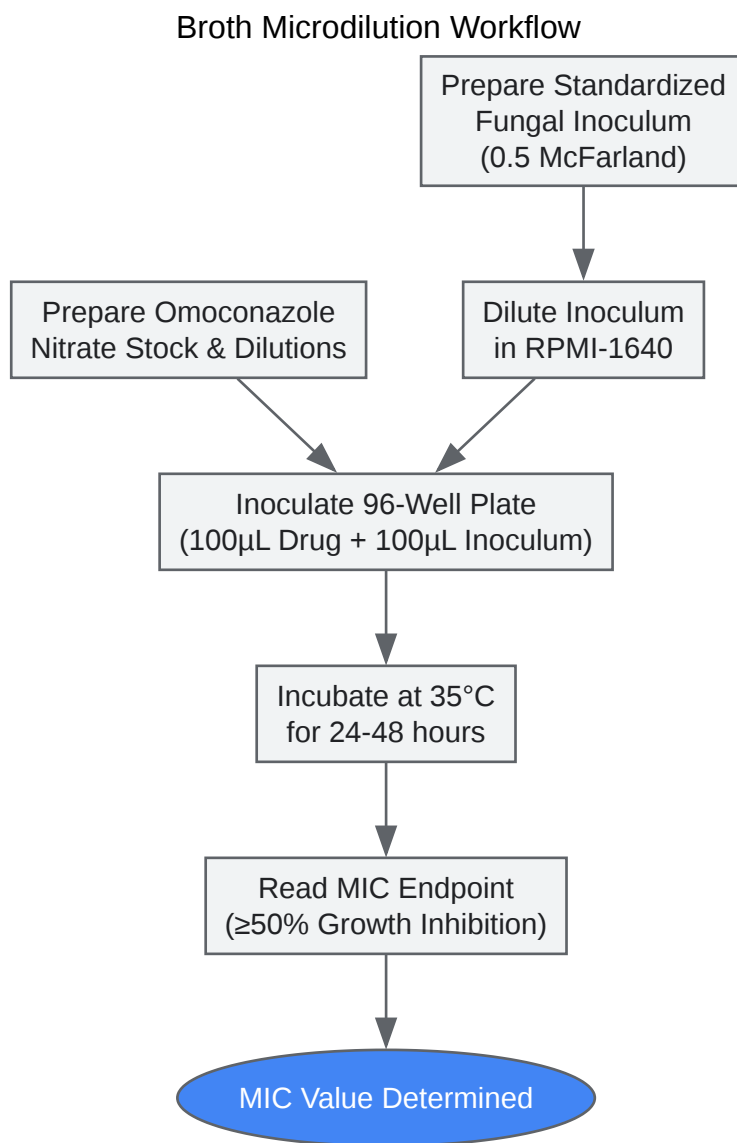 Broth Microdilution Workflow
Prepare Standardized
Fungal Inoculum
(0.5 McFarland)
Prepare Omoconazole
Nitrate Stock & Dilutions
Dilute Inoculum
in RPMI-1640
Inoculate 96-Well Plate
(100µL Drug + 100µL Inoculum)
Incubate at 35°C
for 24-48 hours
Read MIC Endpoint
(≥50% Growth Inhibition)
MIC Value Determined